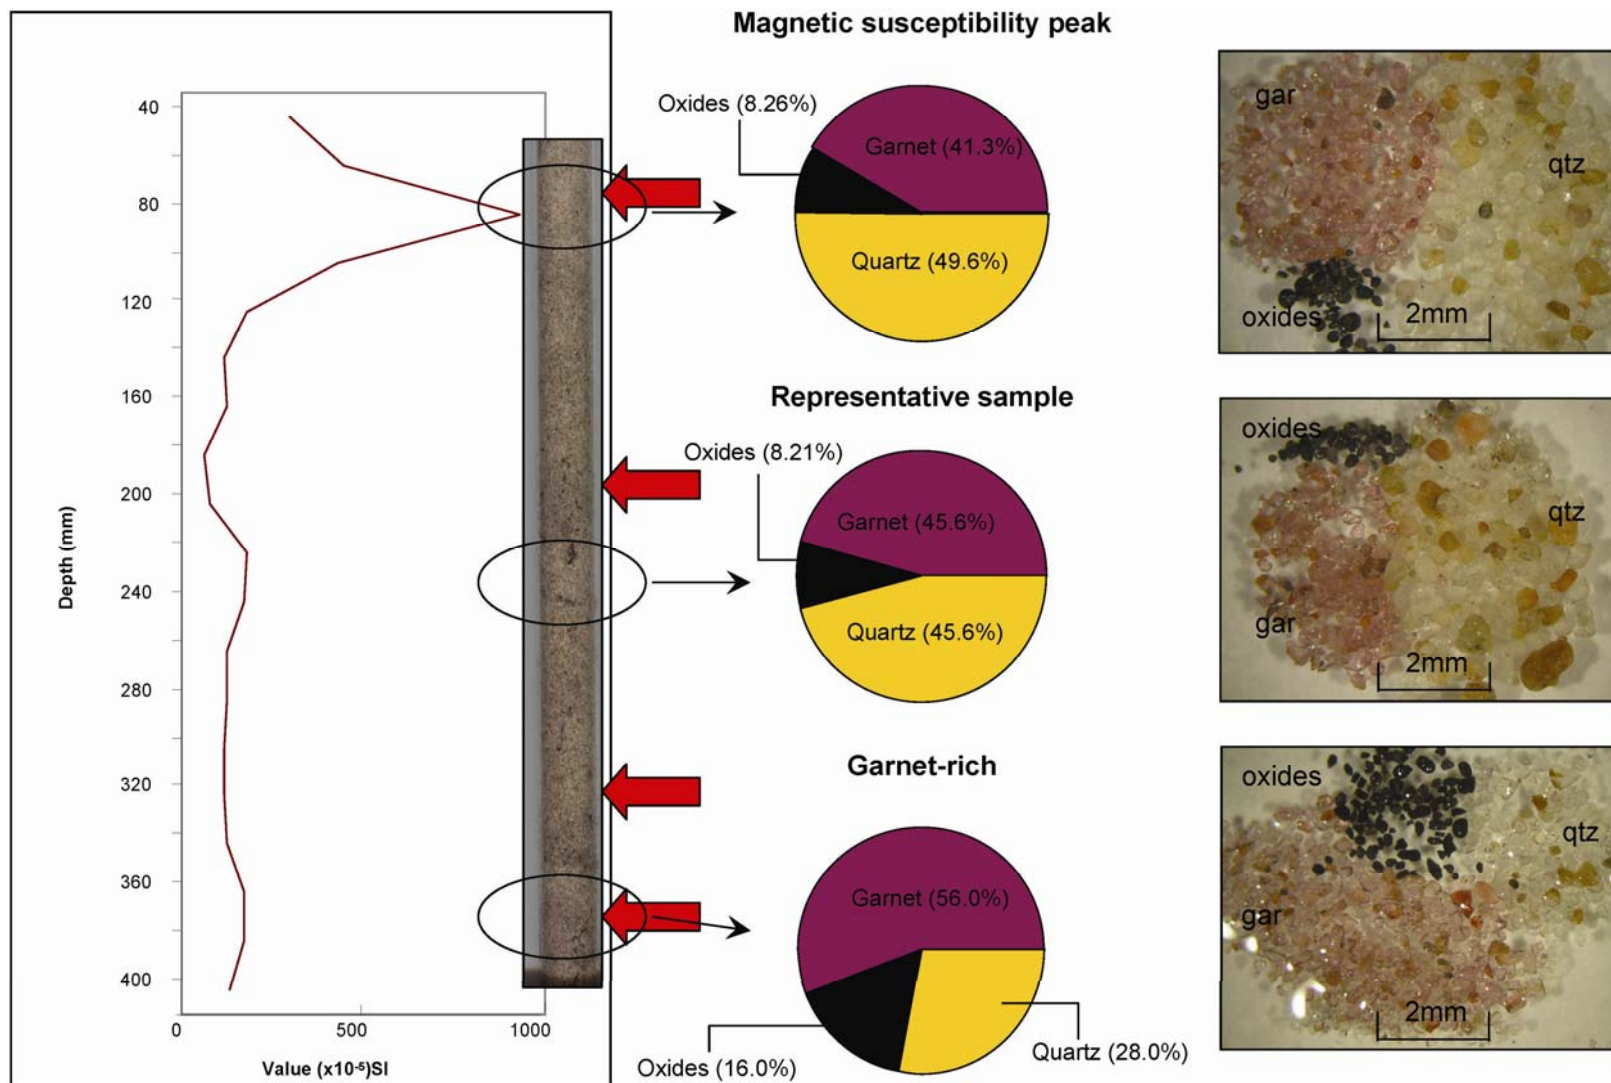 Magnetic susceptibility peak
40
80
120
160
200
240
280
320
360
400
Depth (mm)
0
500
1000
Value (x10-5)SI
Oxides (8.26%)
Garnet (41.3%)
Quartz (49.6%)
gar
qtz
oxides
2mm
Representative sample
Oxides (8.21%)
Garnet (45.6%)
Quartz (45.6%)
oxides
qtz
gar
2mm
Garnet-rich
Garnet (56.0%)
Oxides (16.0%)
Quartz (28.0%)
oxides
qtz
gar
2mm